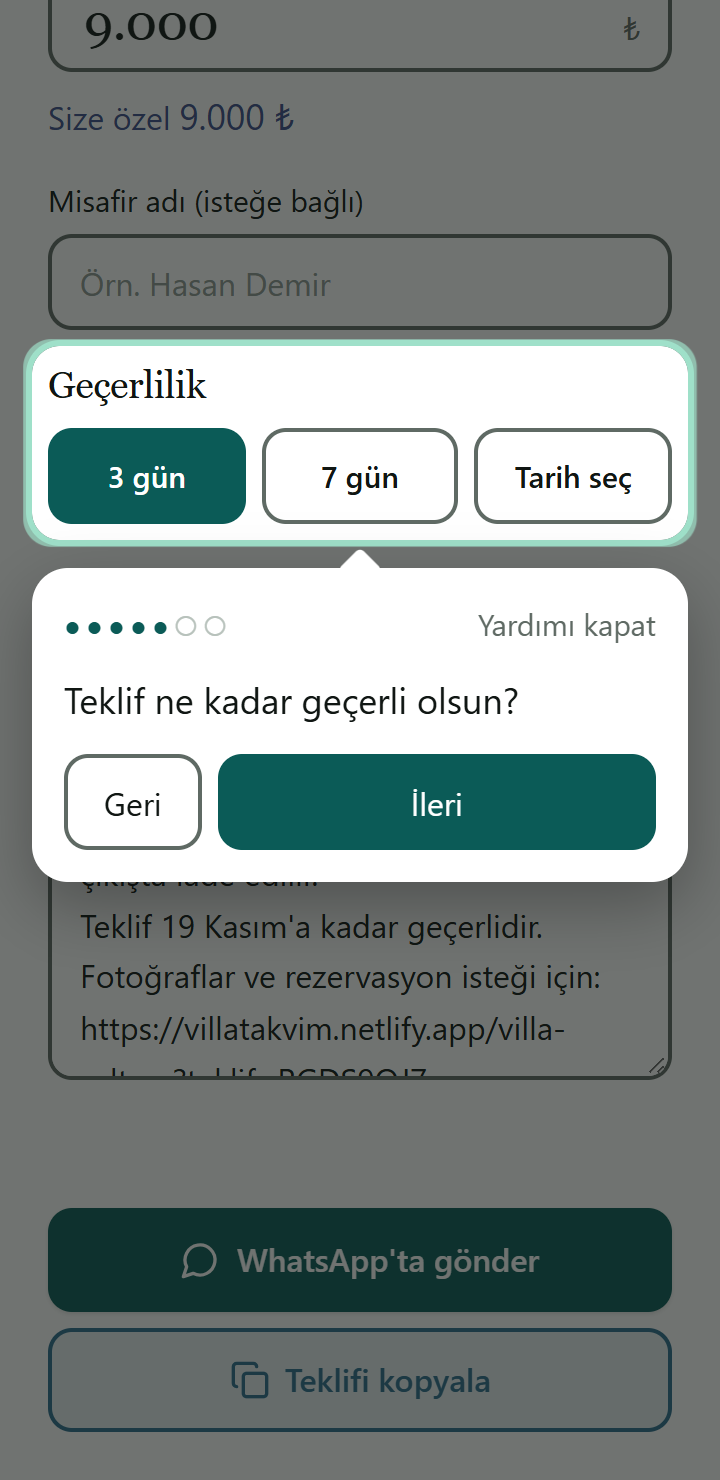 9.000 ₺
Size özel 9.000 ₺
Misafir adı (isteğe bağlı)
Örn. Hasan Demir
Geçerlilik
3 gün
7 gün
Tarih seç
Yardımı kapat
Teklif ne kadar geçerli olsun?
Geri
İleri
Teklif 19 Kasım'a kadar geçerlidir.
Fotoğraflar ve rezervasyon isteği için:
https://villatakvim.netlify.app/villa-
WhatsApp'ta gönder
Teklifi kopyala